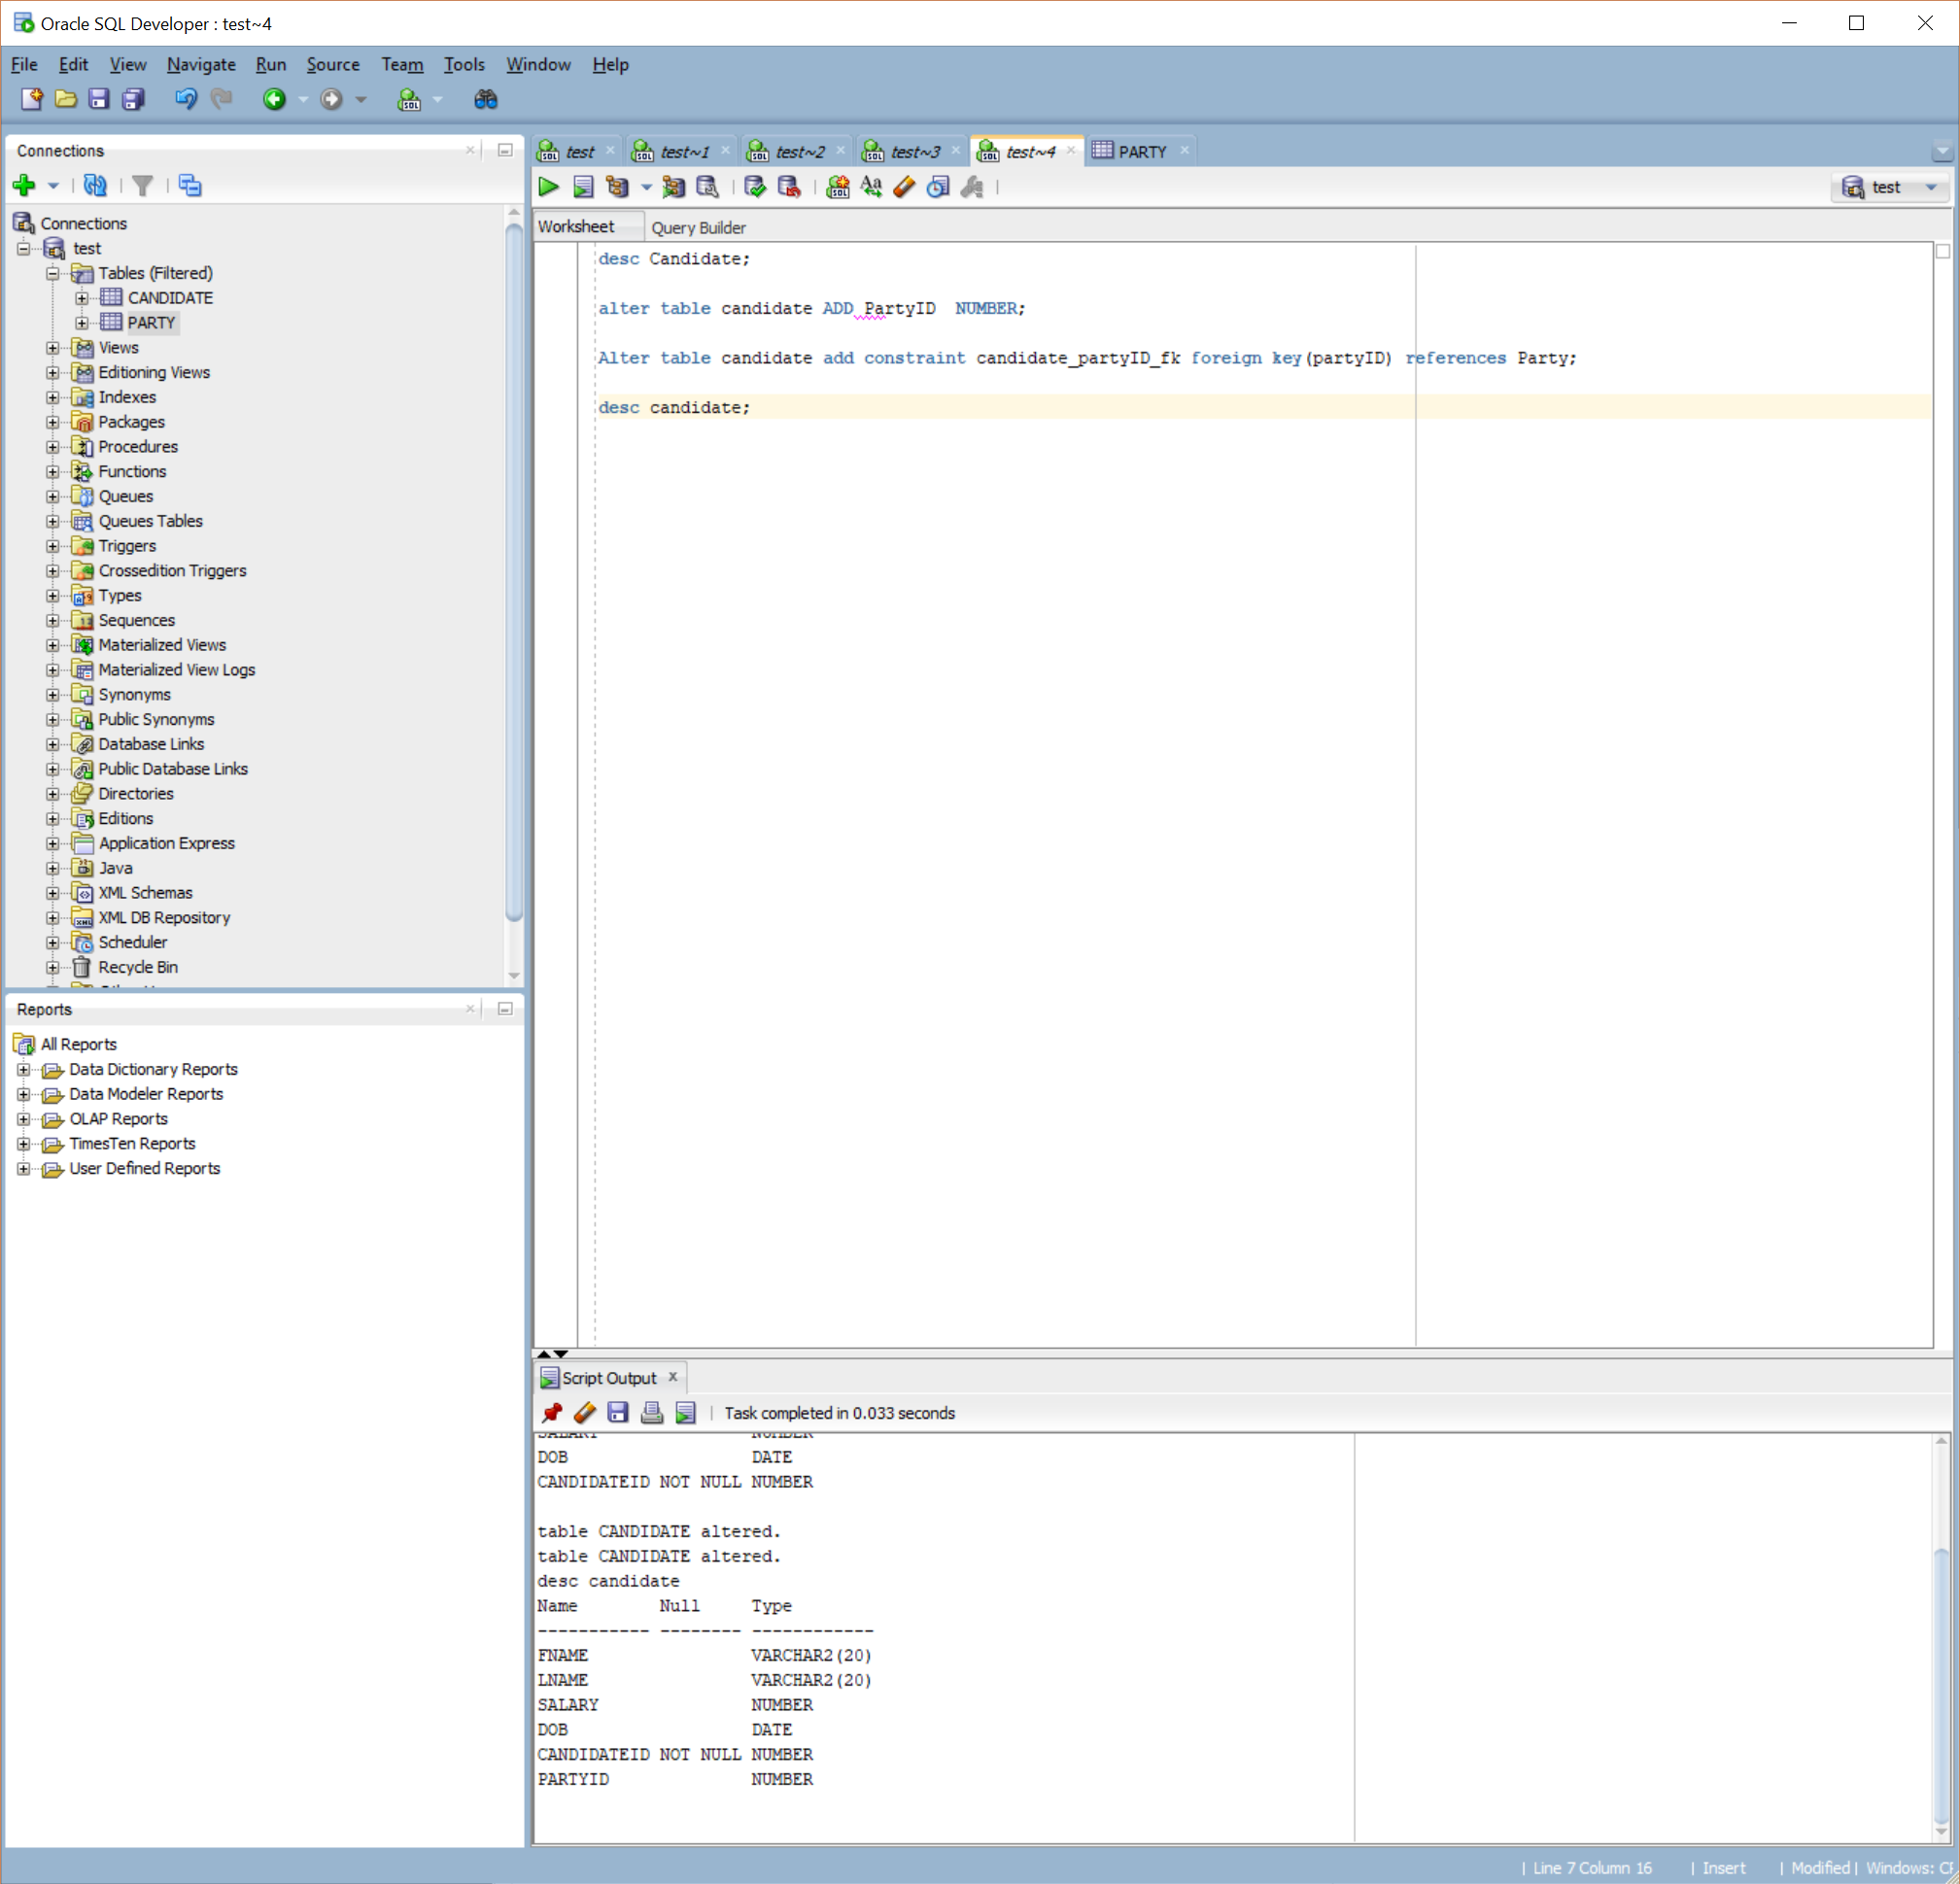 Oracle SQL Developer : test~4
File Edit View Navigate Run Source Team Tools Window Help
Connections
Connections
test
Tables (Filtered)
CANDIDATE
PARTY
Views
Editioning Views
Indexes
Packages
Procedures
Functions
Queues
Queues Tables
Triggers
Crossedition Triggers
Types
Sequences
Materialized Views
Materialized View Logs
Synonyms
Public Synonyms
Database Links
Public Database Links
Directories
Editions
Application Express
Java
XML Schemas
XML DB Repository
Scheduler
Recycle Bin
Reports
All Reports
Data Dictionary Reports
Data Modeler Reports
OLAP Reports
TimesTen Reports
User Defined Reports
test test~1 test~2 test~3 test~4 PARTY
test
Worksheet Query Builder
desc Candidate;
alter table candidate ADD PartyID  NUMBER;
Alter table candidate add constraint candidate_partyID_fk foreign key(partyID) references Party;
desc candidate;
Script Output
Task completed in 0.033 seconds
SALARY NUMBER
DOB DATE
CANDIDATEID NOT NULL NUMBER
table CANDIDATE altered.
table CANDIDATE altered.
desc candidate
Name Null Type
----------- -------- ------------
FNAME VARCHAR2(20)
LNAME VARCHAR2(20)
SALARY NUMBER
DOB DATE
CANDIDATEID NOT NULL NUMBER
PARTYID NUMBER
| Line 7 Column 16 | Insert | Modified | Windows: